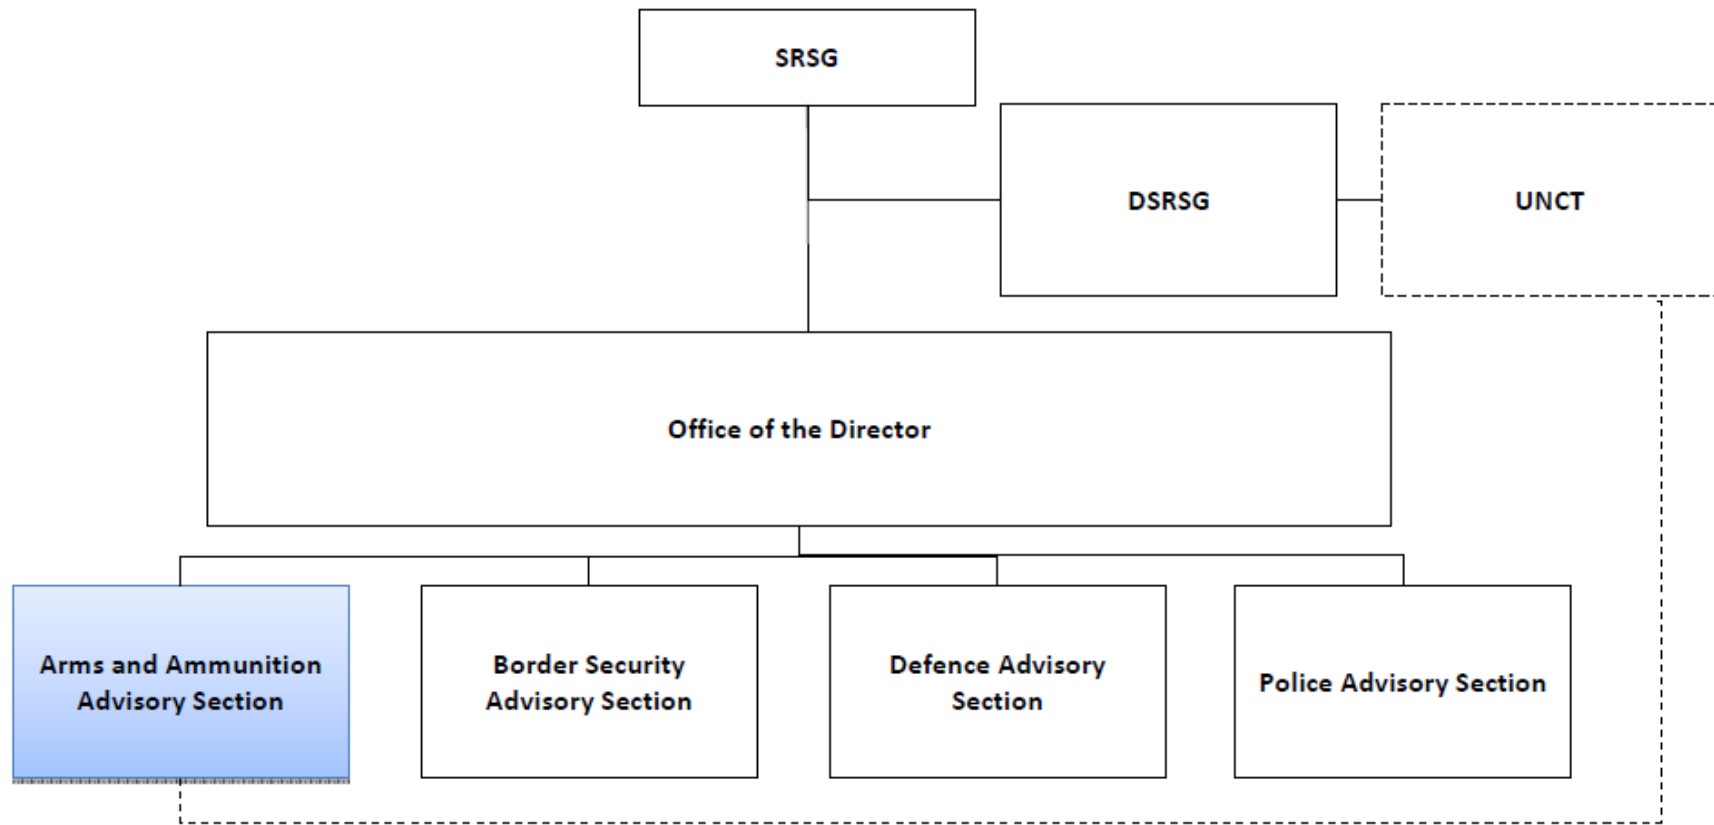 SRSG
DSRSG
UNCT
Office of the Director
Arms and Ammunition
Advisory Section
Border Security
Advisory Section
Defence Advisory
Section
Police Advisory Section